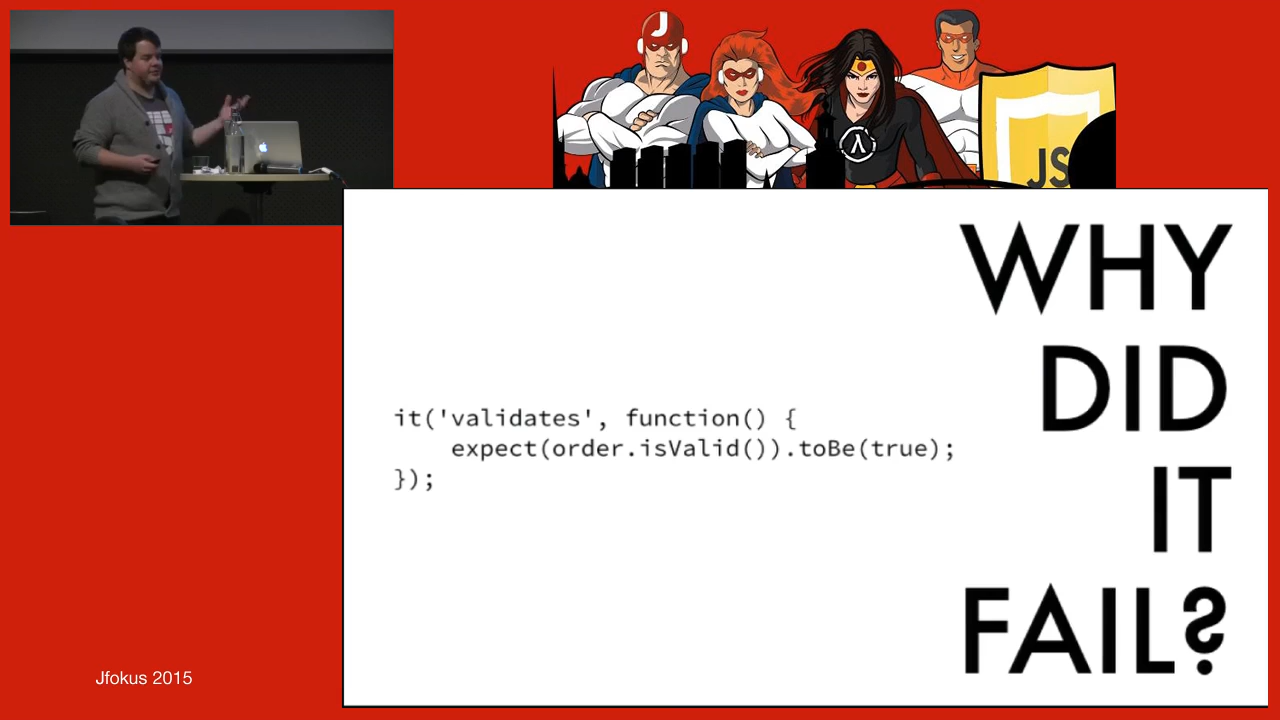 J
λ
JS
WHY
DID
IT
FAIL?
it('validates', function() {
    expect(order.isValid()).toBe(true);
});
Jfokus 2015